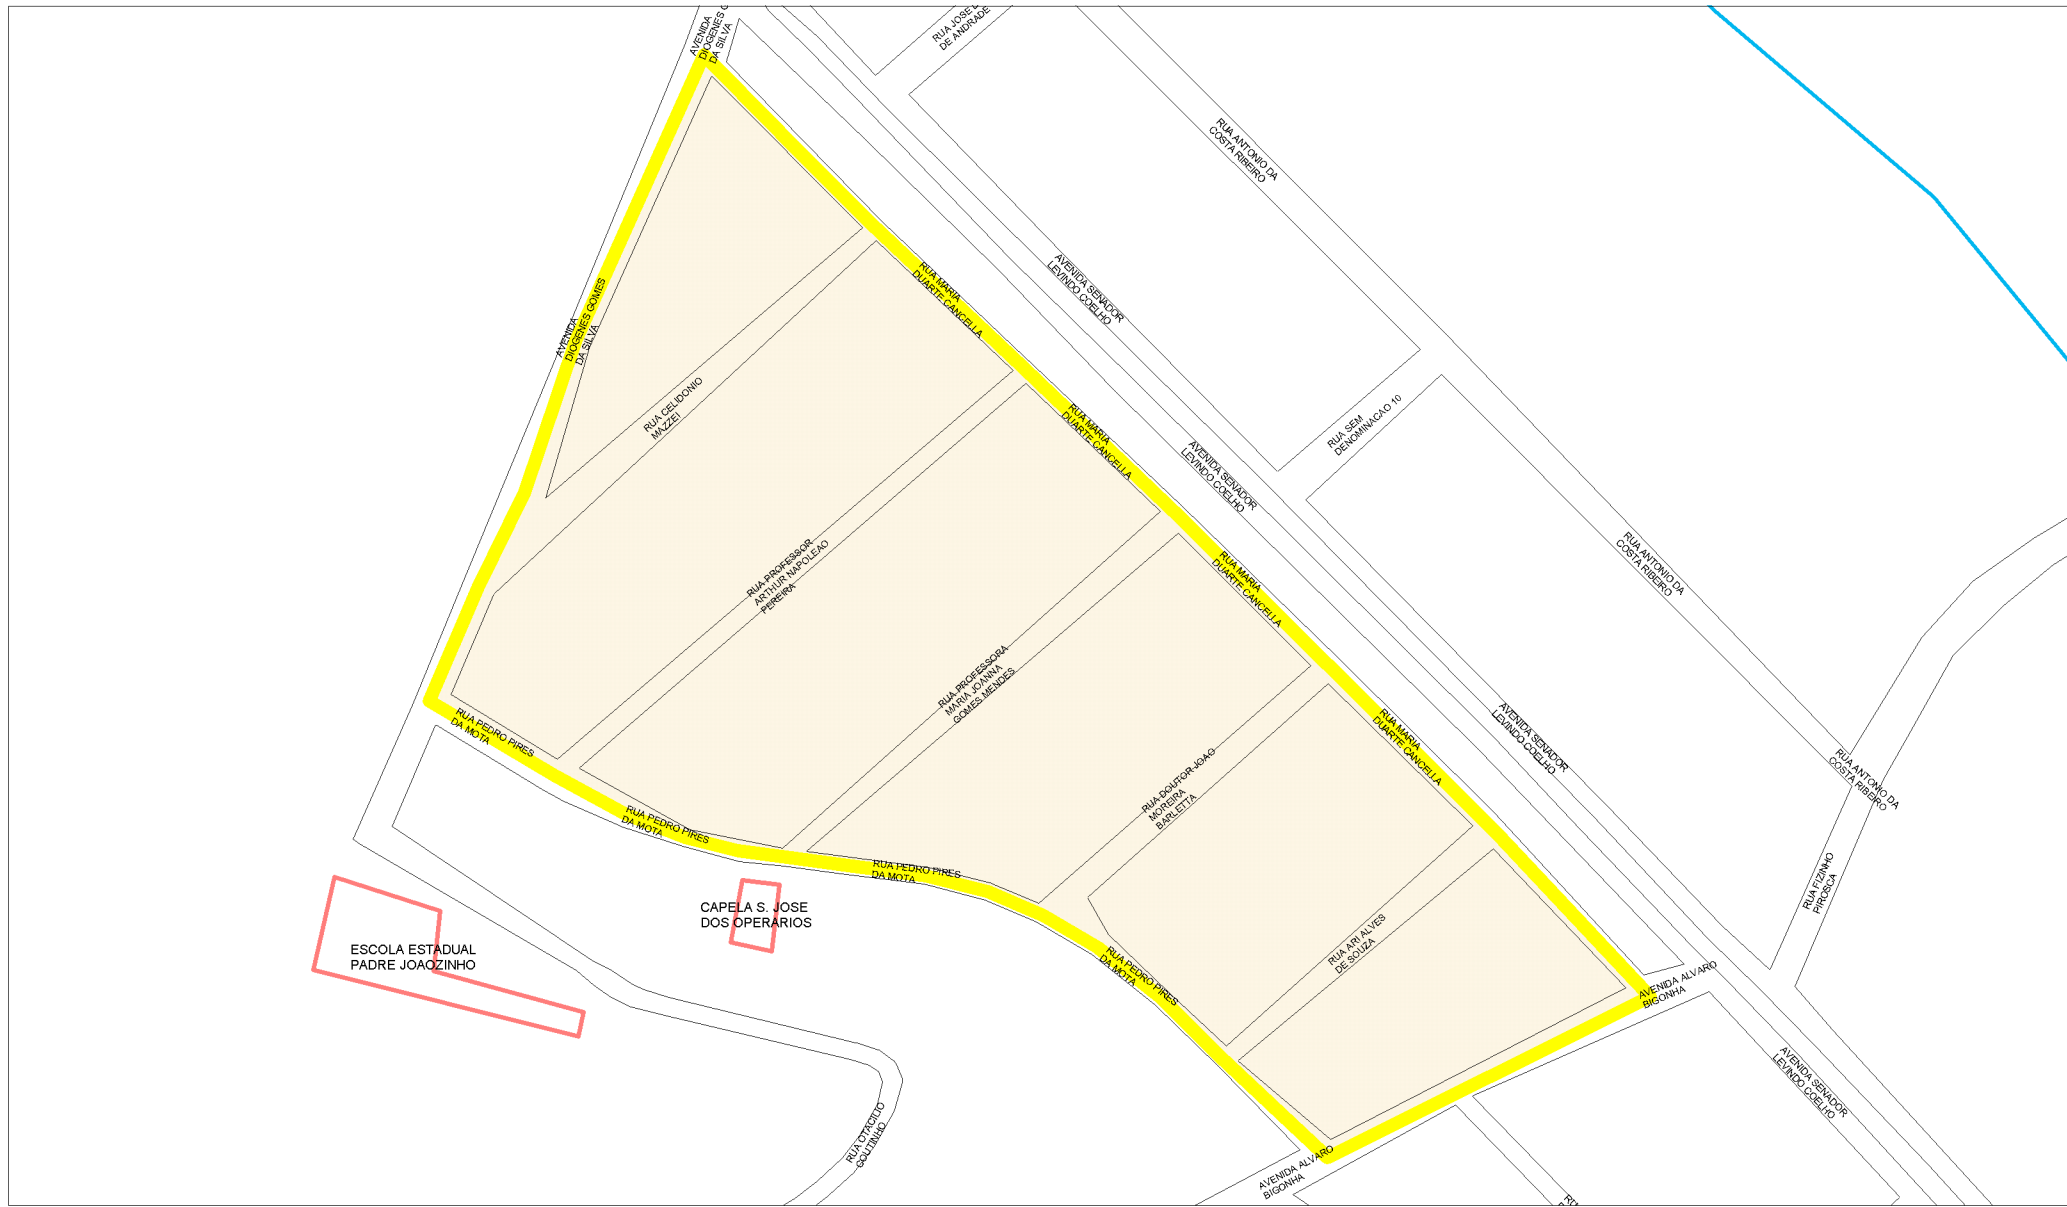 AVENIDA
DIOGENES G
DA SILVA
RUA JOSE
DE ANDRADE
RUA ANTONIO DA
COSTA RIBEIRO
RUA MARIA
DUARTE CANCELLA
AVENIDA SENADOR
LEVINDO COELHO
AVENIDA
DIOGENES GOMES
DA SILVA
RUA CELIDONIO
MAZZEI
RUA MARIA
DUARTE CANCELLA
RUA SEM
DENOMINACAO 10
AVENIDA SENADOR
LEVINDO COELHO
RUA PROFESSOR
ARTHUR NAPOLEAO
PEREIRA
RUA MARIA
DUARTE CANCELLA
RUA ANTONIO DA
COSTA RIBEIRO
RUA PROFESSORA
MARIA JOANNA
GOMES MENDES
RUA PEDRO PIRES
DA MOTA
RUA MARIA
DUARTE CANCELLA
AVENIDA SENADOR
LEVINDO COELHO
RUA DOUTOR JOAO
MOREIRA
BARLETTA
RUA ANTONIO DA
COSTA RIBEIRO
RUA PEDRO PIRES
DA MOTA
RUA PEDRO PIRES
DA MOTA
RUA FIZINHO
PIROSCA
CAPELA S. JOSE
DOS OPERARIOS
ESCOLA ESTADUAL
PADRE JOAOZINHO
RUA ARI ALVES
DE SOUZA
RUA PEDRO PIRES
DA MOTA
AVENIDA ALVARO
BIGONHA
AVENIDA SENADOR
LEVINDO COELHO
RUA OTACILIO
COUTINHO
AVENIDA ALVARO
BIGONHA